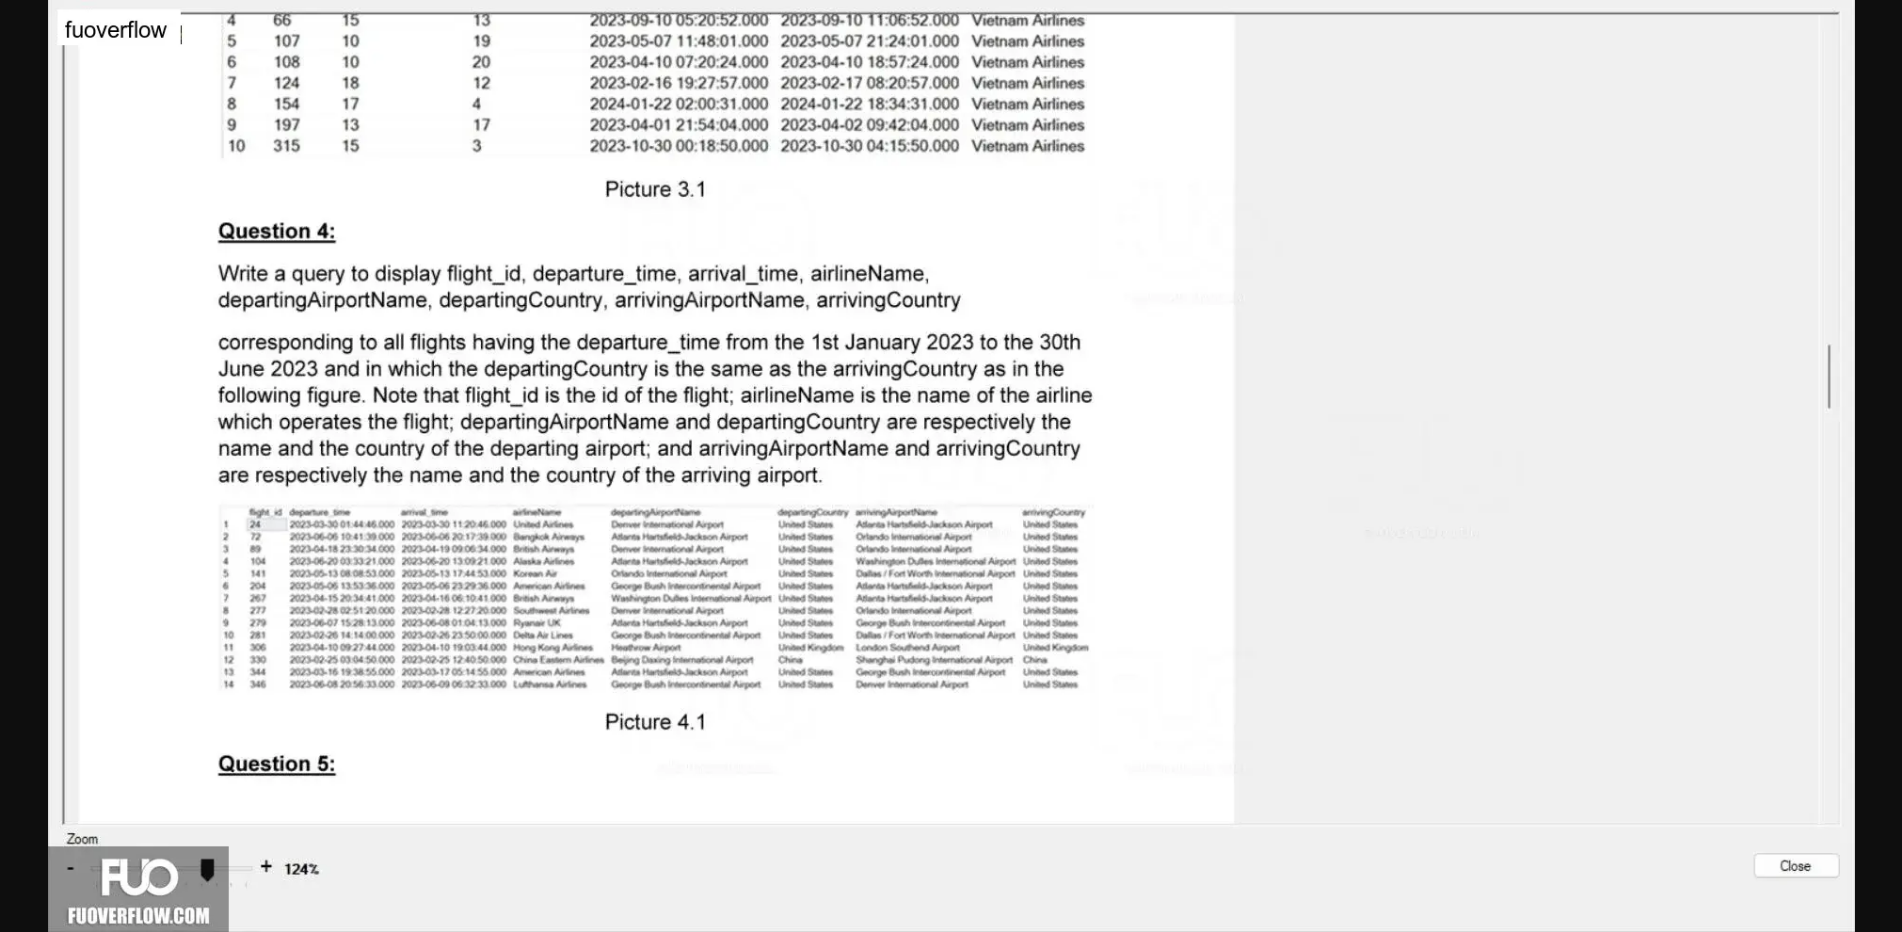 fuoverflow
4 66 15 13 2023-09-10 05:20:52.000 2023-09-10 11:06:52.000 Vietnam Airlines
5 107 10 19 2023-05-07 11:48:01.000 2023-05-07 21:24:01.000 Vietnam Airlines
6 108 10 20 2023-04-10 07:20:24.000 2023-04-10 18:57:24.000 Vietnam Airlines
7 124 18 12 2023-02-16 19:27:57.000 2023-02-17 08:20:57.000 Vietnam Airlines
8 154 17 4 2024-01-22 02:00:31.000 2024-01-22 18:34:31.000 Vietnam Airlines
9 197 13 17 2023-04-01 21:54:04.000 2023-04-02 09:42:04.000 Vietnam Airlines
10 315 15 3 2023-10-30 00:18:50.000 2023-10-30 04:15:50.000 Vietnam Airlines
Picture 3.1
Question 4:
Write a query to display flight_id, departure_time, arrival_time, airlineName,
departingAirportName, departingCountry, arrivingAirportName, arrivingCountry
corresponding to all flights having the departure_time from the 1st January 2023 to the 30th
June 2023 and in which the departingCountry is the same as the arrivingCountry as in the
following figure. Note that flight_id is the id of the flight; airlineName is the name of the airline
which operates the flight; departingAirportName and departingCountry are respectively the
name and the country of the departing airport; and arrivingAirportName and arrivingCountry
are respectively the name and the country of the arriving airport.
flight_id departure_time arrival_time airlineName departingAirportName departingCountry arrivingAirportName arrivingCountry
1 24 2023-03-30 01:44:46.000 2023-03-30 11:20:46.000 United Airlines Denver International Airport United States Atlanta Hartsfield-Jackson Airport United States
2 72 2023-06-06 10:41:39.000 2023-06-06 20:17:39.000 Bangkok Airways Atlanta Hartsfield-Jackson Airport United States Orlando International Airport United States
3 89 2023-04-18 23:30:34.000 2023-04-19 09:06:34.000 British Airways Denver International Airport United States Orlando International Airport United States
4 104 2023-06-20 03:33:21.000 2023-06-20 13:09:21.000 Alaska Airlines Atlanta Hartsfield-Jackson Airport United States Washington Dulles International Airport United States
5 141 2023-05-13 08:08:53.000 2023-05-13 17:44:53.000 Korean Air Orlando International Airport United States Dallas / Fort Worth International Airport United States
6 204 2023-05-06 13:53:36.000 2023-05-06 23:29:36.000 American Airlines George Bush Intercontinental Airport United States Atlanta Hartsfield-Jackson Airport United States
7 267 2023-04-15 20:34:41.000 2023-04-16 06:10:41.000 British Airways Washington Dulles International Airport United States Atlanta Hartsfield-Jackson Airport United States
8 277 2023-02-28 02:51:20.000 2023-02-28 12:27:20.000 Southwest Airlines Denver International Airport United States Orlando International Airport United States
9 279 2023-06-07 15:28:13.000 2023-06-08 01:04:13.000 Ryanair UK Atlanta Hartsfield-Jackson Airport United States George Bush Intercontinental Airport United States
10 281 2023-02-26 14:14:00.000 2023-02-26 23:50:00.000 Delta Air Lines George Bush Intercontinental Airport United States Dallas / Fort Worth International Airport United States
11 306 2023-04-10 09:27:44.000 2023-04-10 19:03:44.000 Hong Kong Airlines Heathrow Airport United Kingdom London Southend Airport United Kingdom
12 330 2023-02-25 03:04:50.000 2023-02-25 12:40:50.000 China Eastern Airlines Beijing Daxing International Airport China Shanghai Pudong International Airport China
13 344 2023-03-16 19:38:55.000 2023-03-17 05:14:55.000 American Airlines Atlanta Hartsfield-Jackson Airport United States George Bush Intercontinental Airport United States
14 346 2023-06-08 20:56:33.000 2023-06-09 06:32:33.000 Lufthansa Airlines George Bush Intercontinental Airport United States Denver International Airport United States
Picture 4.1
Question 5:
Zoom
- + 124%
Close
FUO
FUOVERFLOW.COM